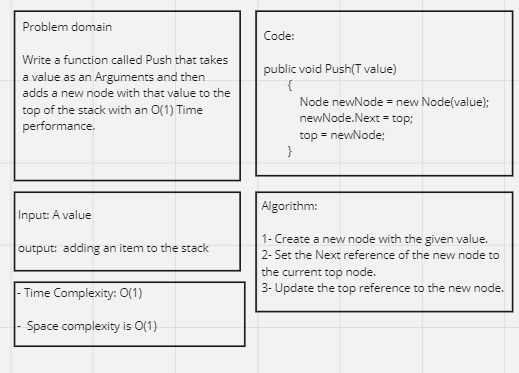 Problem domain
Write a function called Push that takes
a value as an Arguments and then
adds a new node with that value to the
top of the stack with an O(1) Time
performance.
Code:
public void Push(T value)
{
Node newNode = new Node(value);
newNode.Next = top;
top = newNode;
}
Input: A value
output:  adding an item to the stack
Algorithm:
1- Create a new node with the given value.
2- Set the Next reference of the new node to
the current top node.
3- Update the top reference to the new node.
- Time Complexity: O(1)
-  Space complexity is O(1)